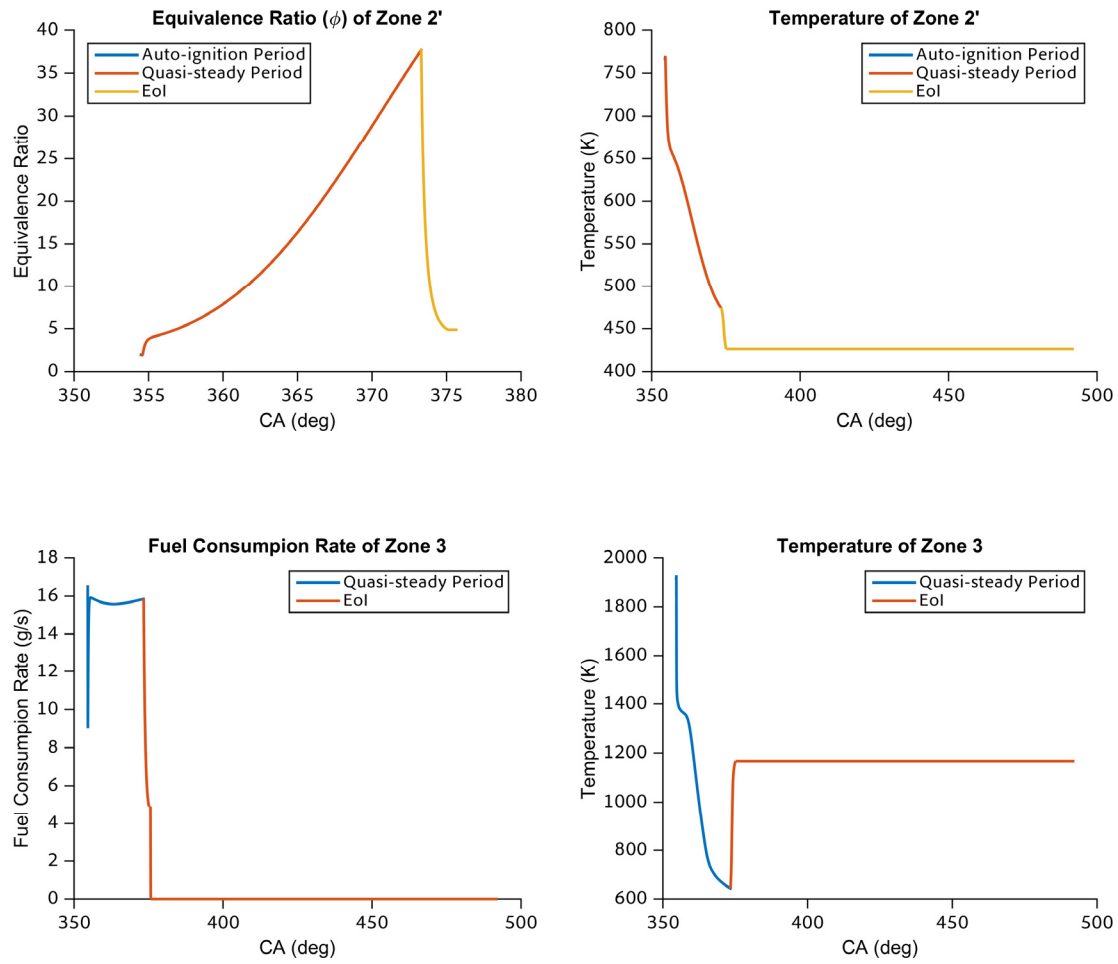 Equivalence Ratio (ϕ) of Zone 2'
40
35
30
25
20
15
10
5
0
Equivalence Ratio
Auto-ignition Period
Quasi-steady Period
EoI
350 355 360 365 370 375 380
CA (deg)
Temperature of Zone 2'
800
750
700
650
600
550
500
450
400
Temperature (K)
Auto-ignition Period
Quasi-steady Period
EoI
350 400 450 500
CA (deg)
Fuel Consumpion Rate of Zone 3
18
16
14
12
10
8
6
4
2
0
Fuel Consumpion Rate (g/s)
Quasi-steady Period
EoI
350 400 450 500
CA (deg)
Temperature of Zone 3
2000
1800
1600
1400
1200
1000
800
600
Temperature (K)
Quasi-steady Period
EoI
350 400 450 500
CA (deg)